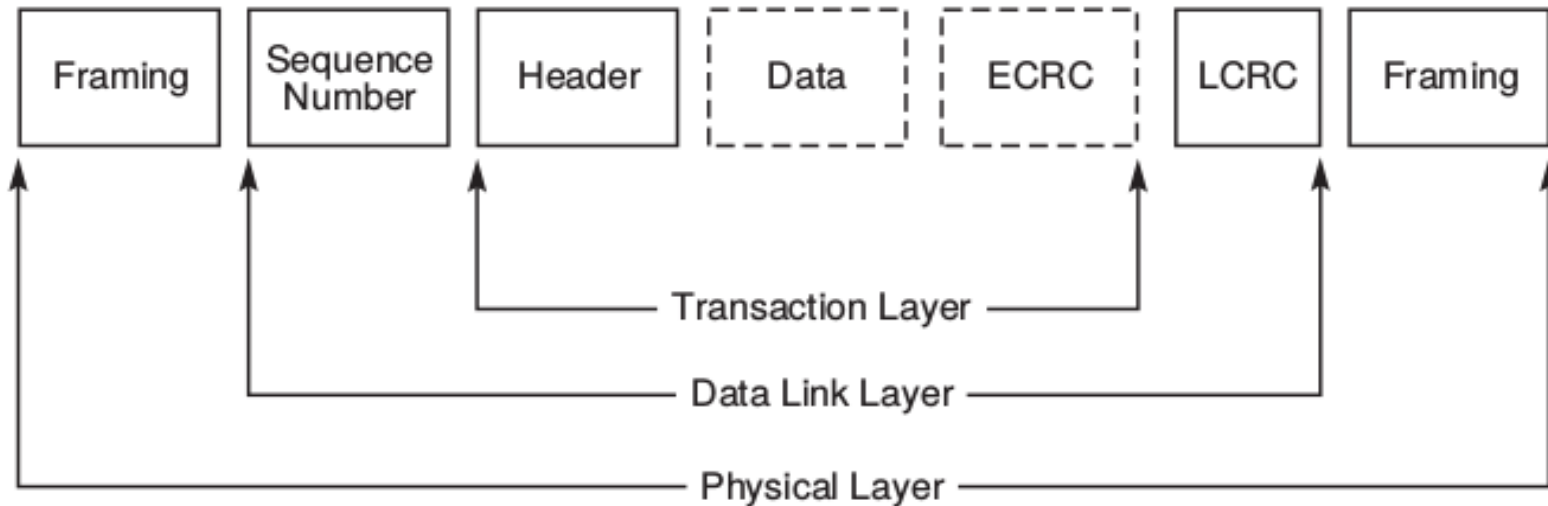 Framing
Sequence
Number
Header
Data
ECRC
LCRC
Framing
Transaction Layer
Data Link Layer
Physical Layer